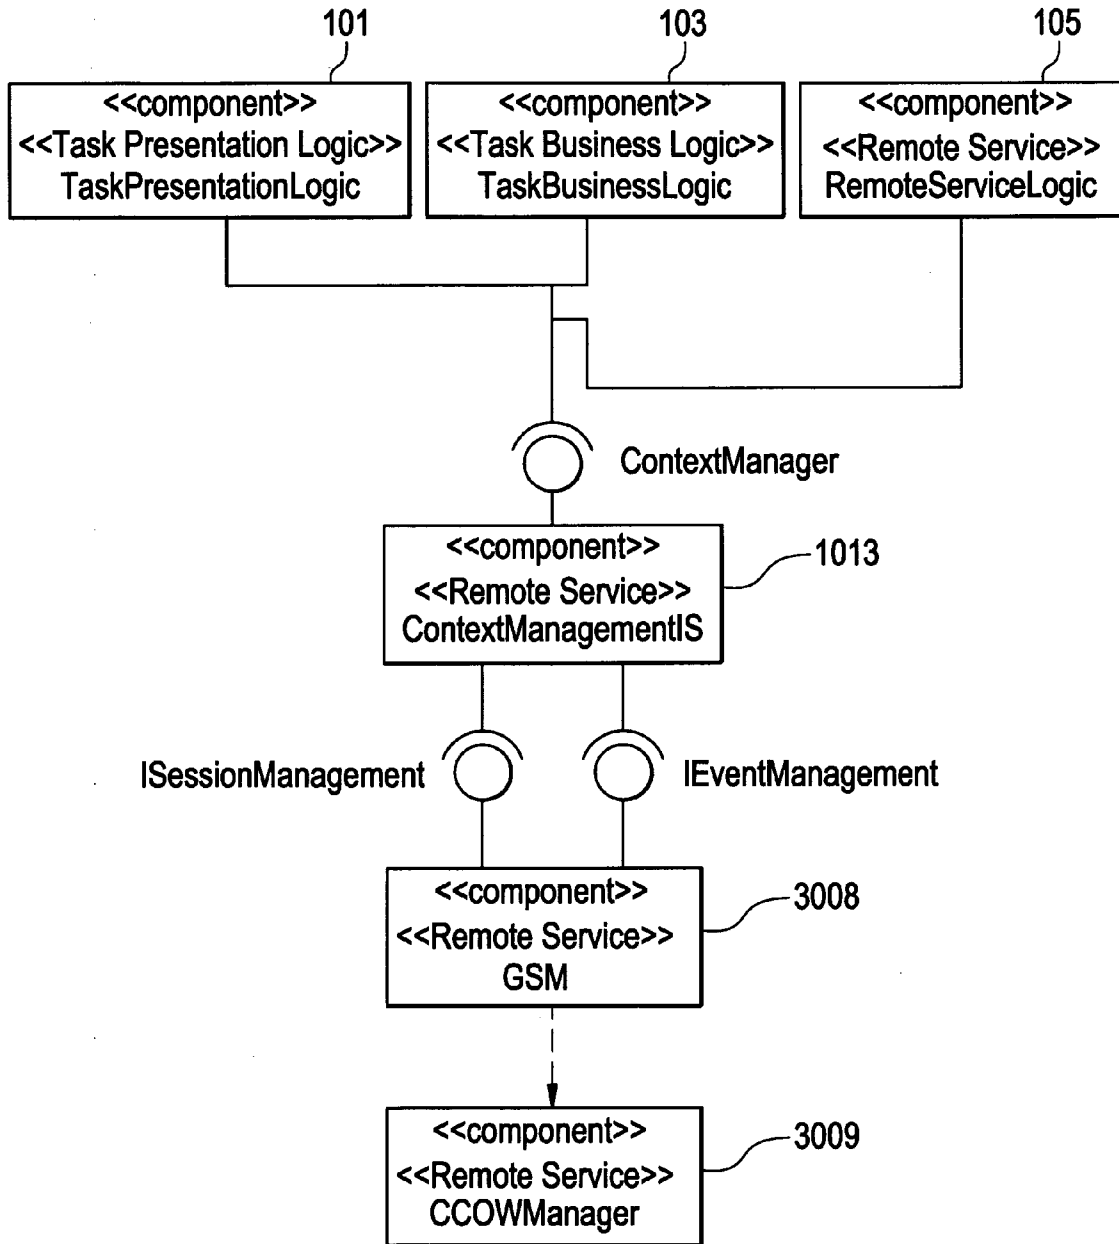 101
103
105
<<component>>
<<Task Presentation Logic>>
TaskPresentationLogic
<<component>>
<<Task Business Logic>>
TaskBusinessLogic
<<component>>
<<Remote Service>>
RemoteServiceLogic
ContextManager
<<component>>
<<Remote Service>>
ContextManagementIS
1013
ISessionManagement
IEventManagement
<<component>>
<<Remote Service>>
GSM
3008
<<component>>
<<Remote Service>>
CCOWManager
3009